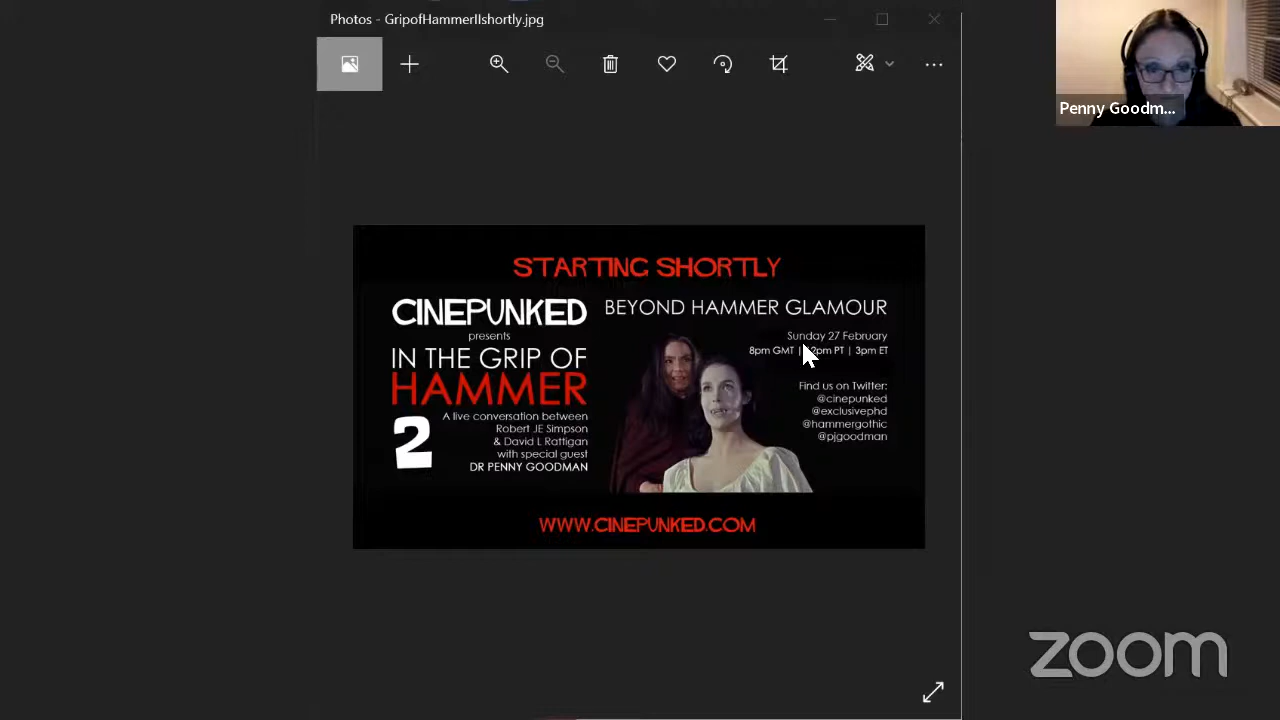 Photos - GripofHammerIIshortly.jpg
Penny Goodm...
STARTING SHORTLY
CINEPUNKED
presents
IN THE GRIP OF
HAMMER
2
A live conversation between
Robert JE Simpson
& David L Rattigan
with special guest
DR PENNY GOODMAN
BEYOND HAMMER GLAMOUR
Sunday 27 February
8pm GMT | 2pm PT | 3pm ET
Find us on Twitter:
@cinepunked
@exclusivephd
@hammergothic
@pjgoodman
WWW.CINEPUNKED.COM
zoom